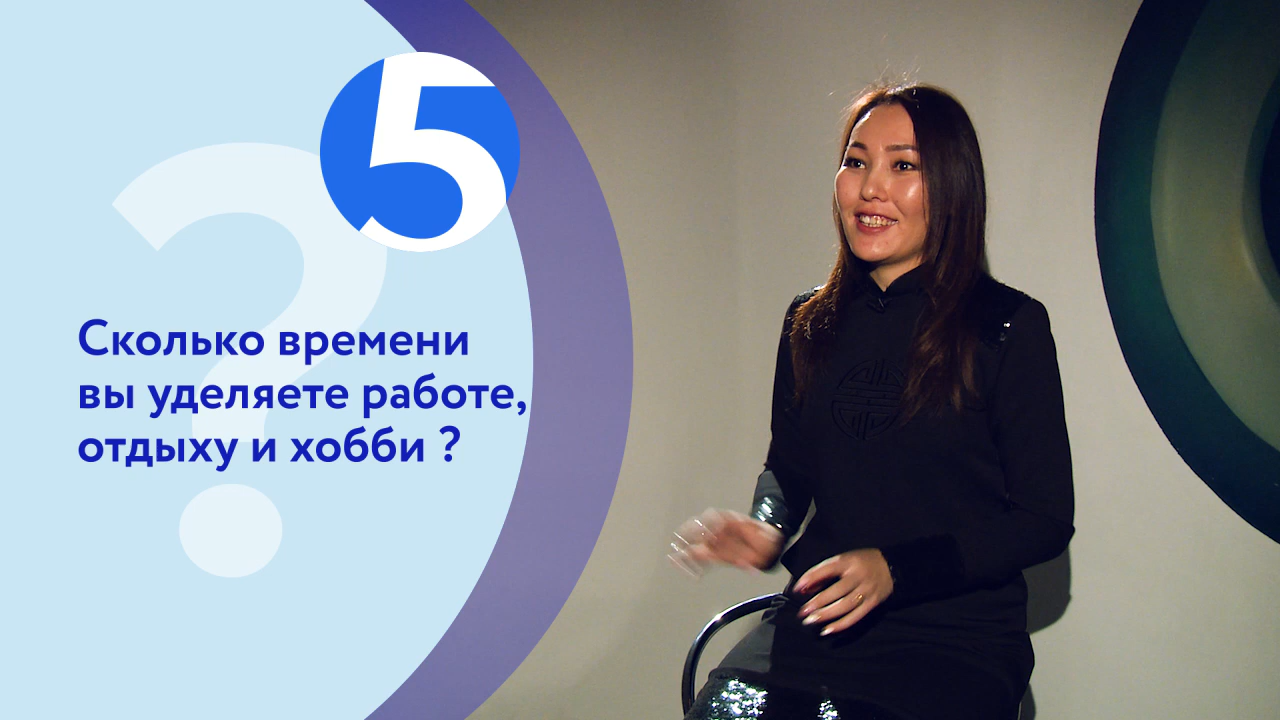 5
Сколько времени
вы уделяете работе,
отдыху и хобби ?